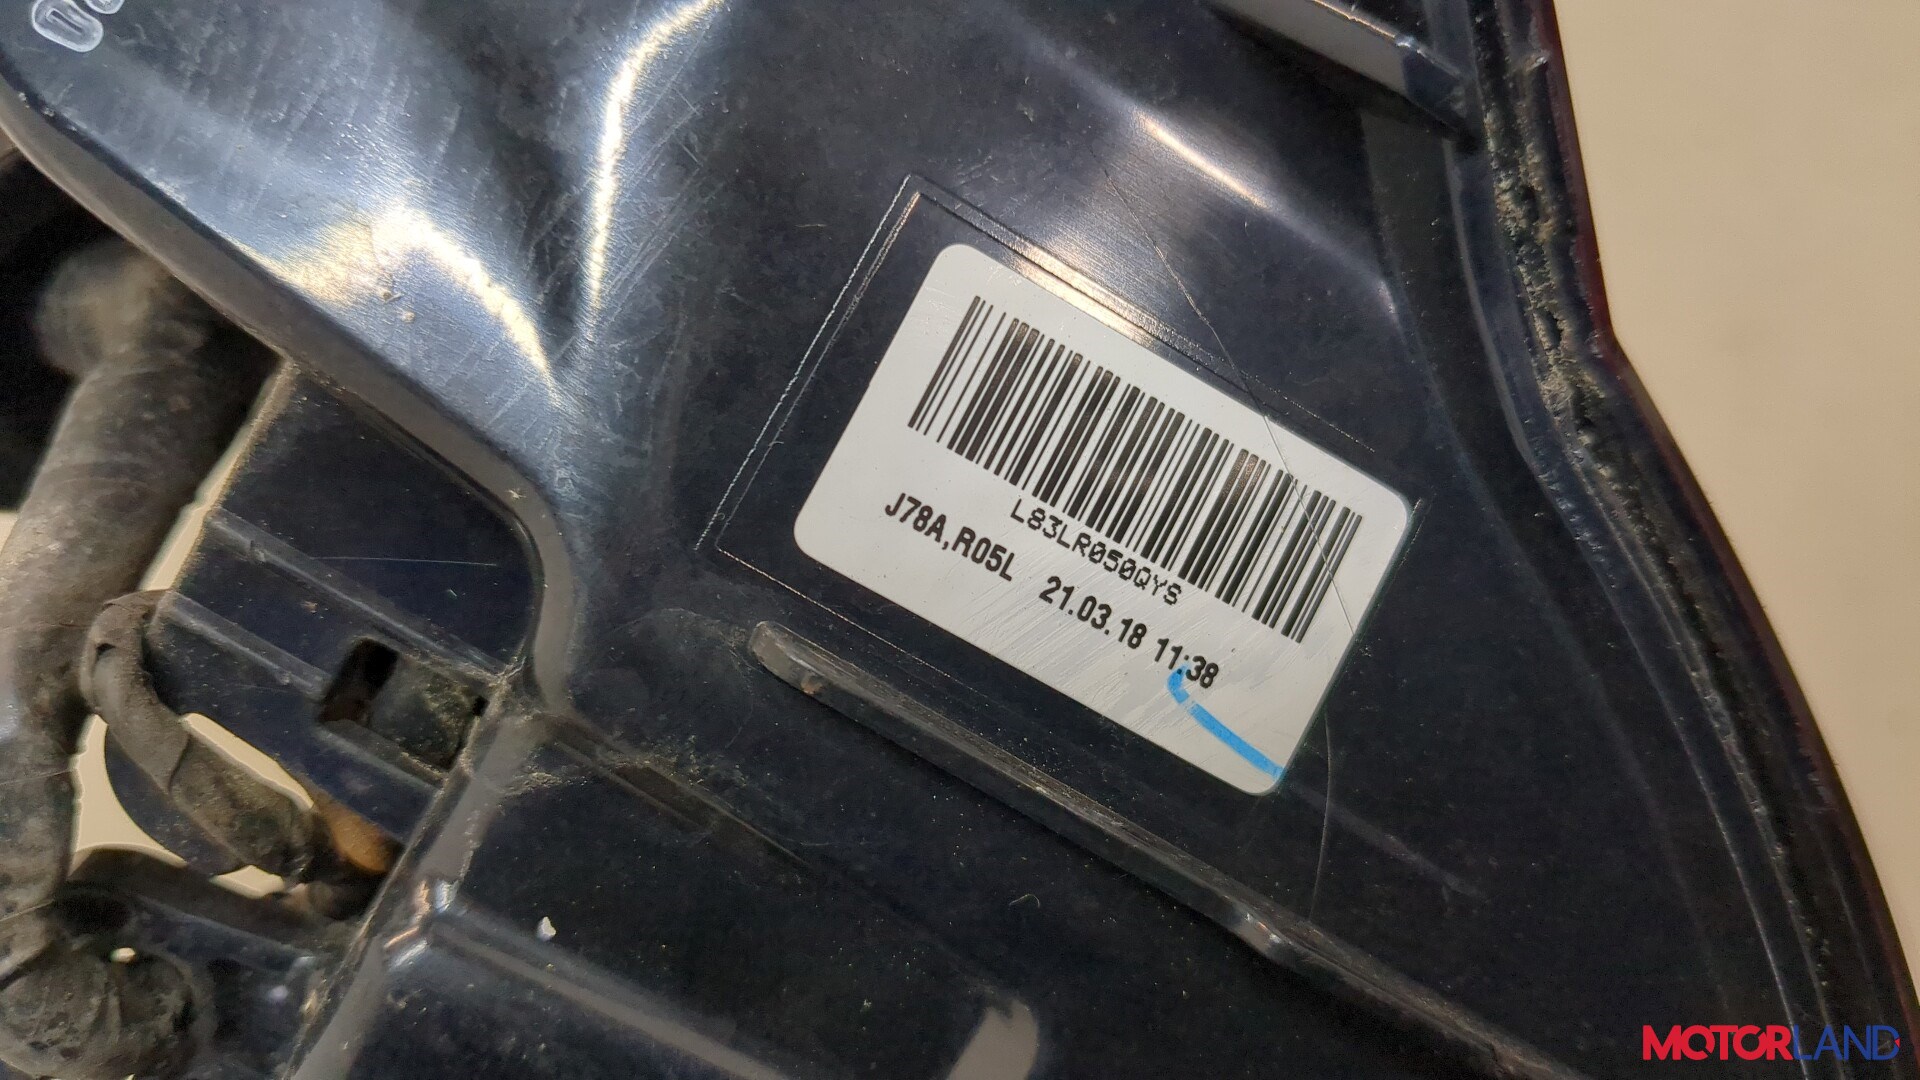 L83LR050QYS
J78A,R05L 21.03.18 11:38
MOTORLAND